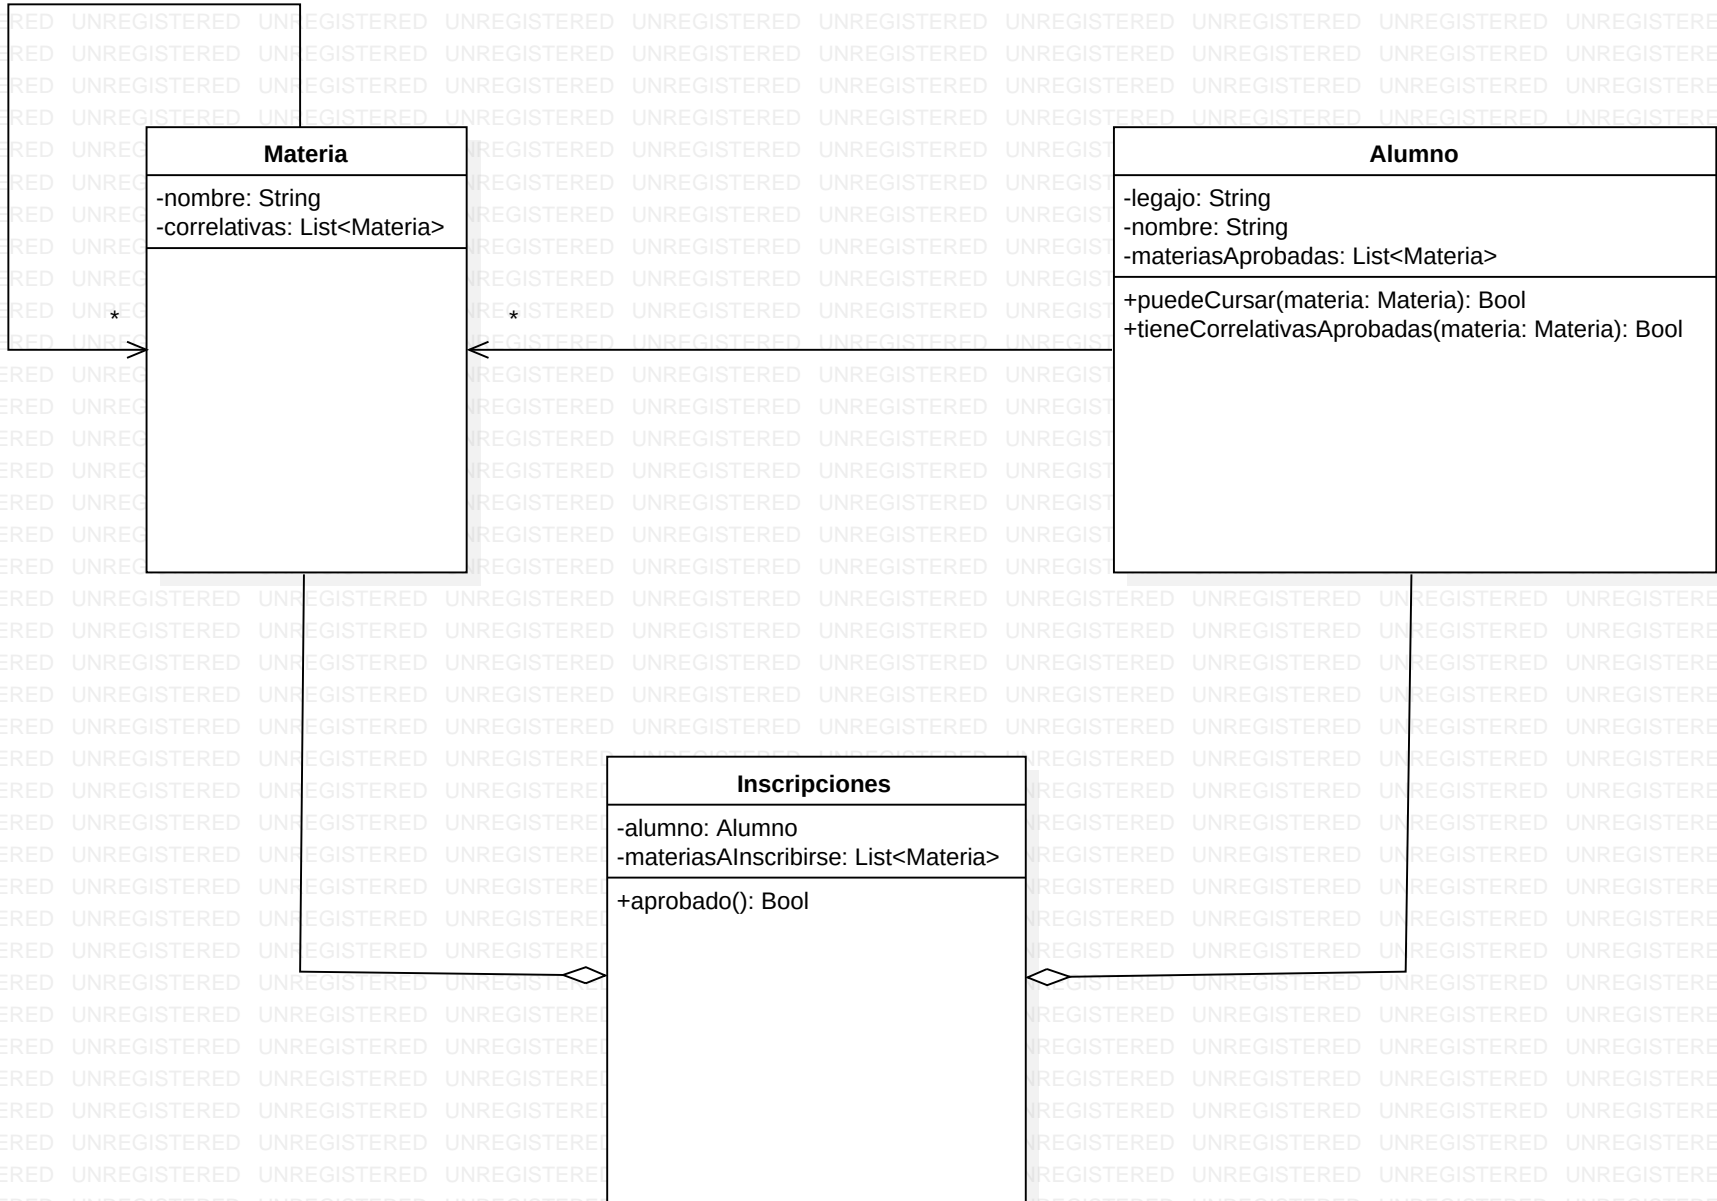 Materia
-nombre: String
-correlativas: List<Materia>
*
*
Alumno
-legajo: String
-nombre: String
-materiasAprobadas: List<Materia>
+puedeCursar(materia: Materia): Bool
+tieneCorrelativasAprobadas(materia: Materia): Bool
Inscripciones
-alumno: Alumno
-materiasAInscribirse: List<Materia>
+aprobado(): Bool
UNREGISTERED